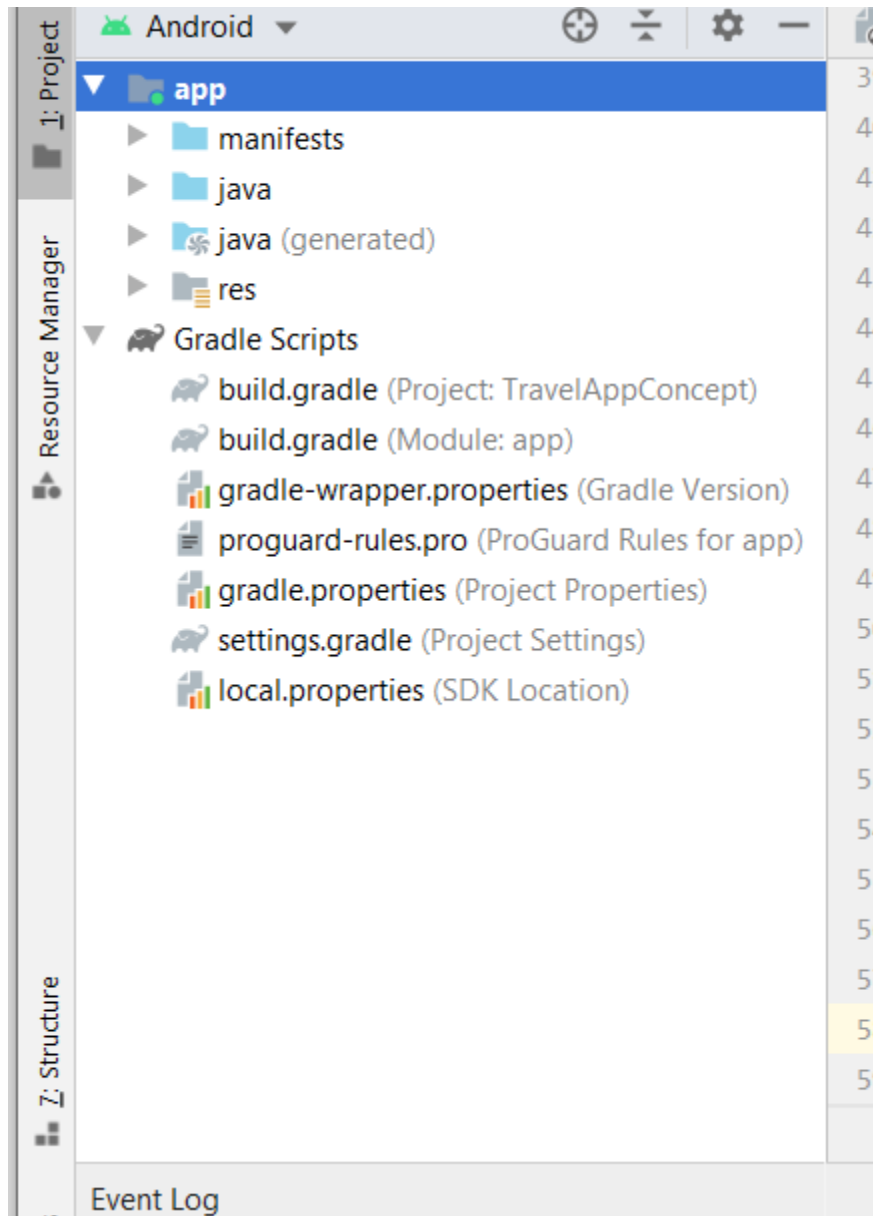 1: Project
Resource Manager
7: Structure
Android
app
manifests
java
java (generated)
res
Gradle Scripts
build.gradle (Project: TravelAppConcept)
build.gradle (Module: app)
gradle-wrapper.properties (Gradle Version)
proguard-rules.pro (ProGuard Rules for app)
gradle.properties (Project Properties)
settings.gradle (Project Settings)
local.properties (SDK Location)
Event Log